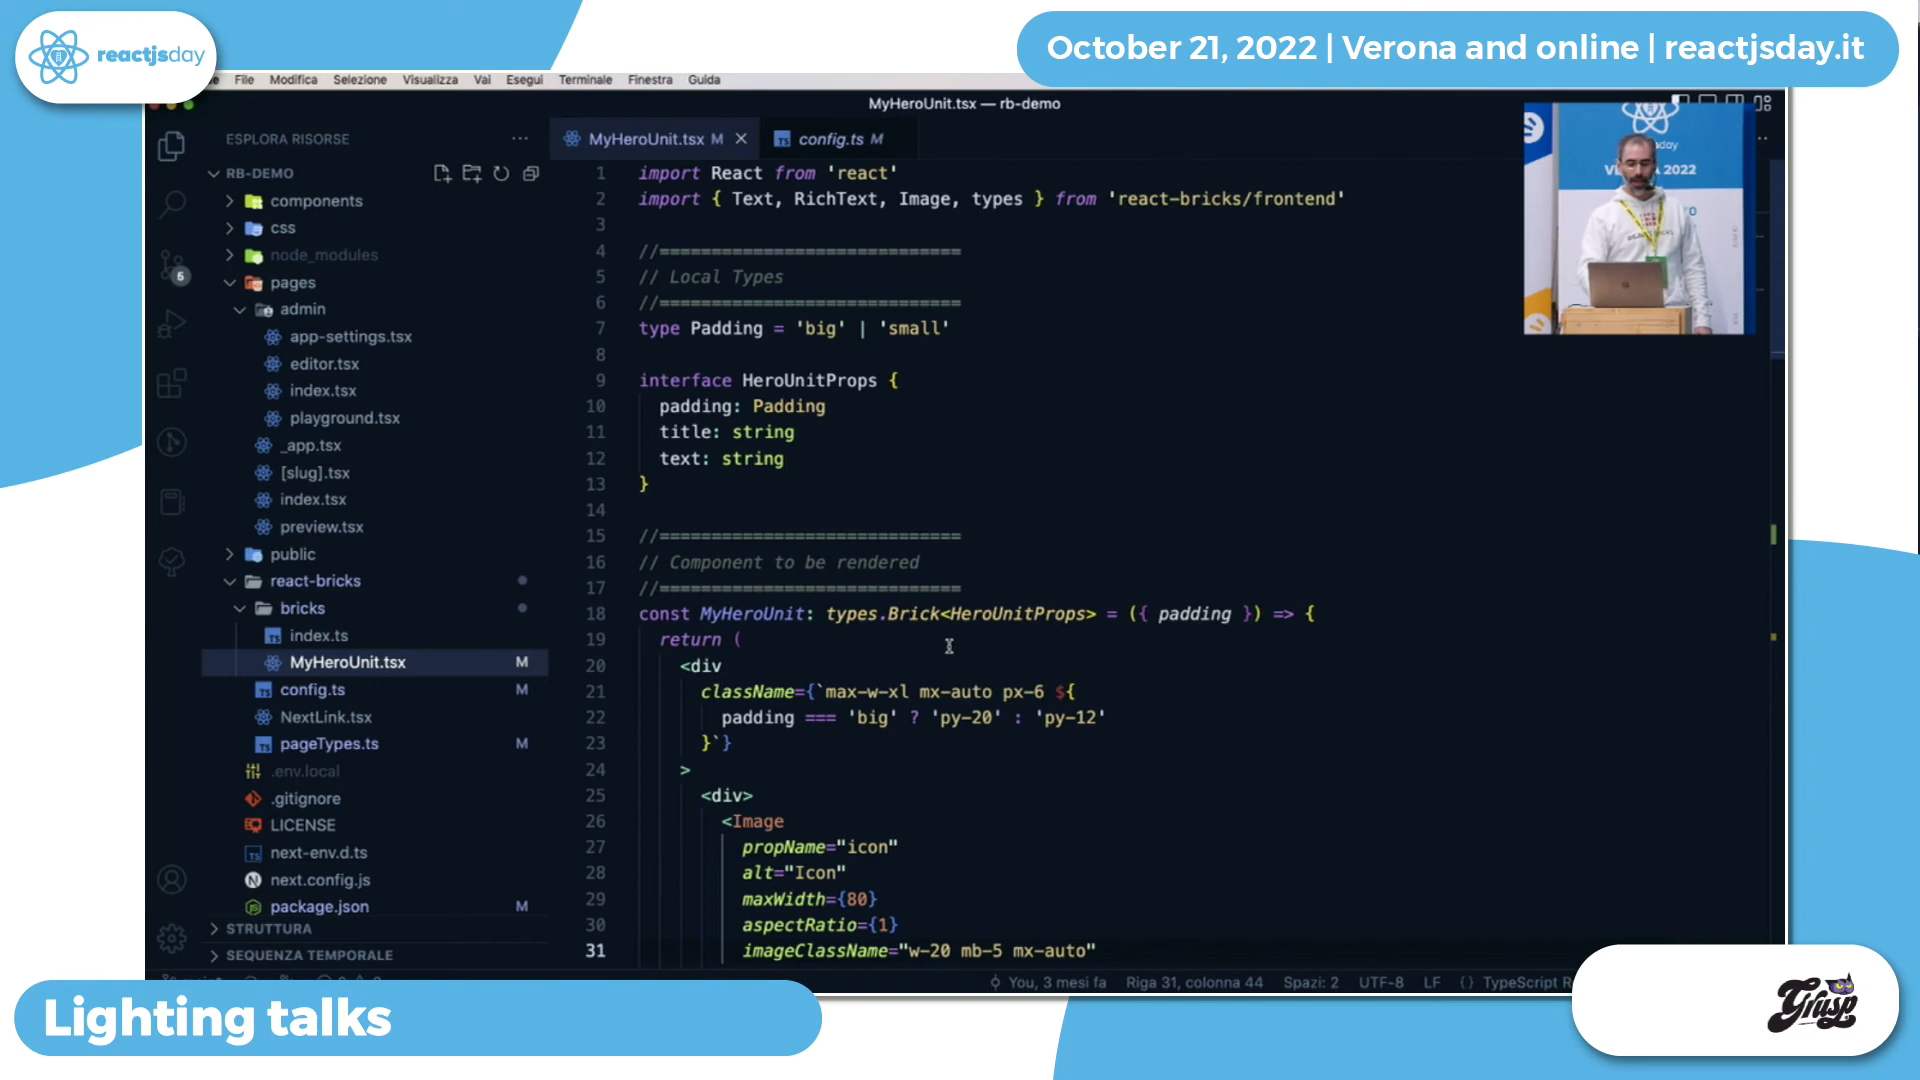 reactjsday
October 21, 2022 | Verona and online | reactjsday.it
File Modifica Selezione Visualizza Vai Esegui Terminale Finestra Guida
MyHeroUnit.tsx — rb-demo
ESPLORA RISORSE
MyHeroUnit.tsx M
config.ts M
RB-DEMO
components
css
node_modules
pages
admin
app-settings.tsx
editor.tsx
index.tsx
playground.tsx
_app.tsx
[slug].tsx
index.tsx
preview.tsx
public
react-bricks
bricks
index.ts
MyHeroUnit.tsx M
config.ts M
NextLink.tsx
pageTypes.ts M
.env.local
.gitignore
LICENSE
next-env.d.ts
next.config.js
package.json M
STRUTTURA
SEQUENZA TEMPORALE
5
1 import React from 'react'
2 import { Text, RichText, Image, types } from 'react-bricks/frontend'
3
4 //=============================
5 // Local Types
6 //=============================
7 type Padding = 'big' | 'small'
8
9 interface HeroUnitProps {
10 padding: Padding
11 title: string
12 text: string
13 }
14
15 //=============================
16 // Component to be rendered
17 //=============================
18 const MyHeroUnit: types.Brick<HeroUnitProps> = ({ padding }) => {
19 return (
20 <div
21 className={`max-w-xl mx-auto px-6 ${
22 padding === 'big' ? 'py-20' : 'py-12'
23 }`}
24 >
25 <div>
26 <Image
27 propName="icon"
28 alt="Icon"
29 maxWidth={80}
30 aspectRatio={1}
31 imageClassName="w-20 mb-5 mx-auto"
You, 3 mesi fa Riga 31, colonna 44 Spazi: 2 UTF-8 LF {} TypeScript R
2022
Lighting talks
Grusp